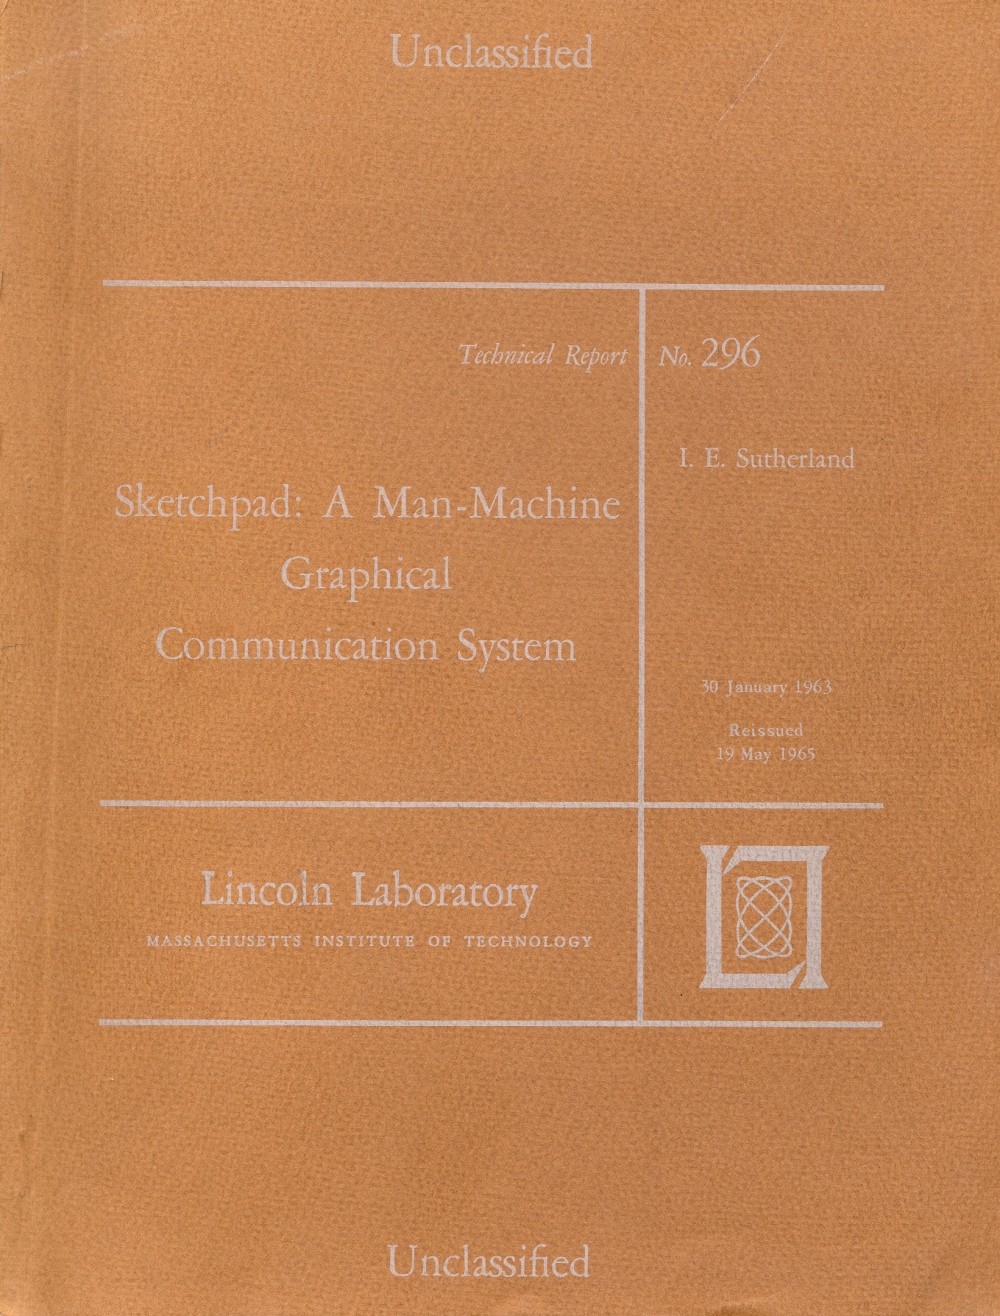 Unclassified
Technical Report No. 296
I. E. Sutherland
Sketchpad: A Man-Machine
Graphical
Communication System
30 January 1963
Reissued
19 May 1965
Lincoln Laboratory
MASSACHUSETTS INSTITUTE OF TECHNOLOGY
Unclassified